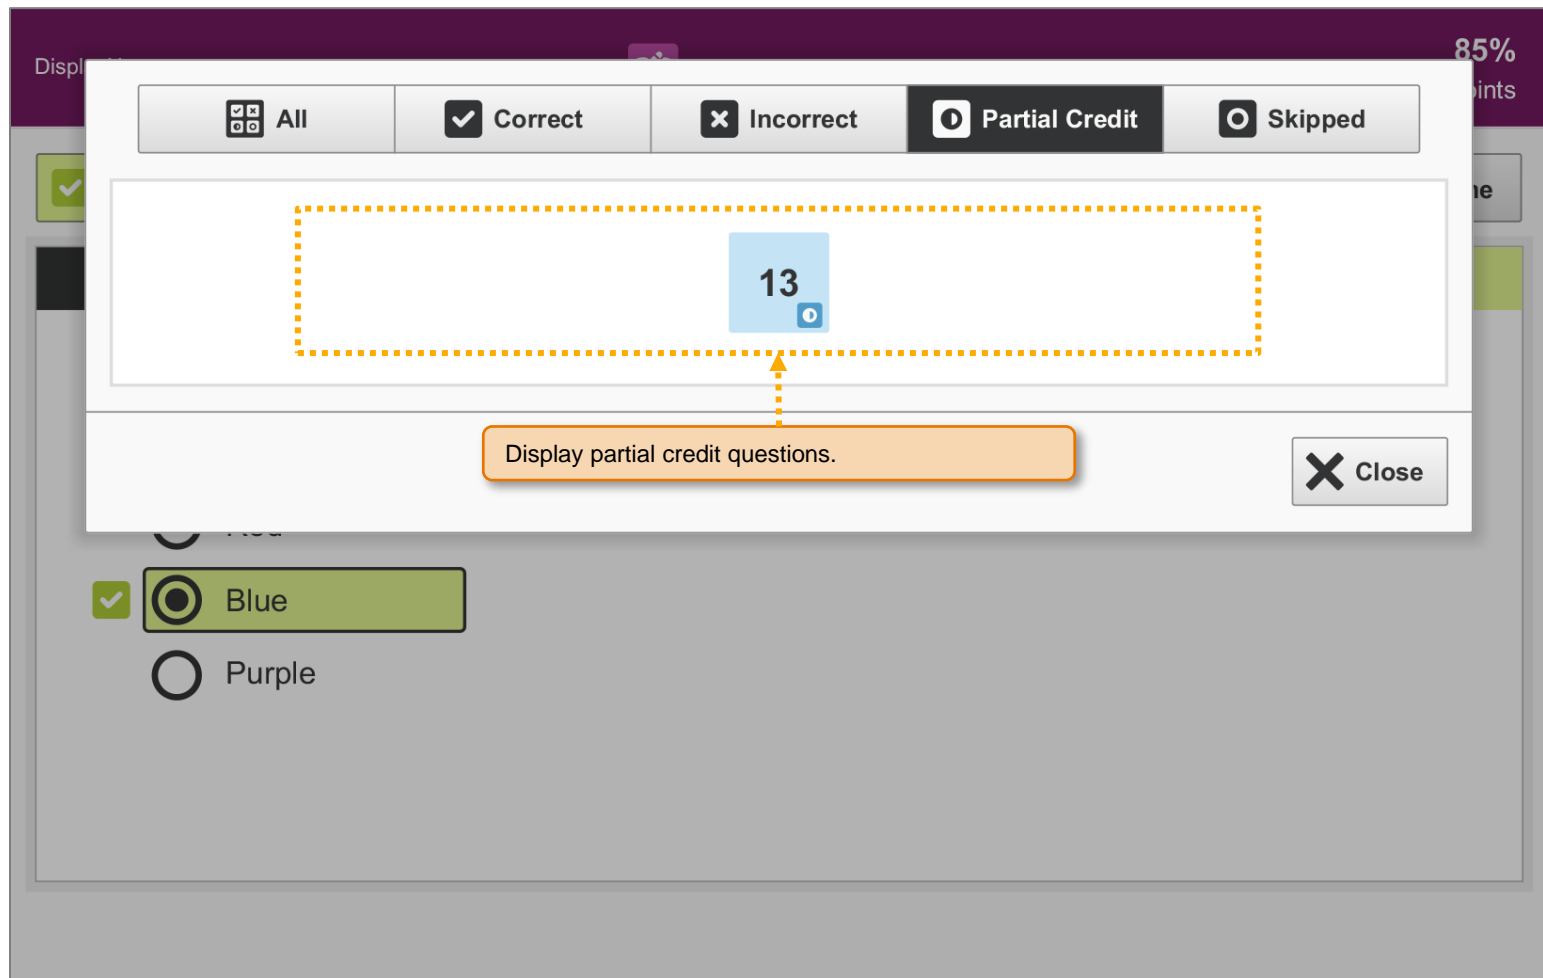 85%
All
Correct
Incorrect
Partial Credit
Skipped
13
Display partial credit questions.
Close
Blue
Purple